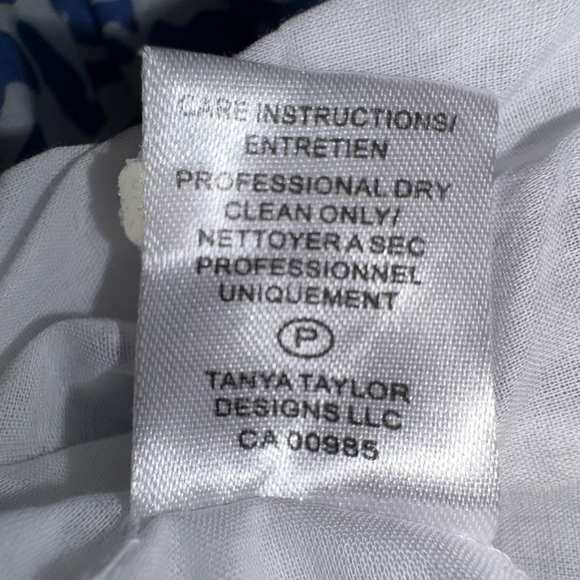 CARE INSTRUCTIONS/
ENTRETIEN
PROFESSIONAL DRY
CLEAN ONLY/
NETTOYER A SEC
PROFESSIONNEL
UNIQUEMENT
P
TANYA TAYLOR
DESIGNS LLC
CA 00985